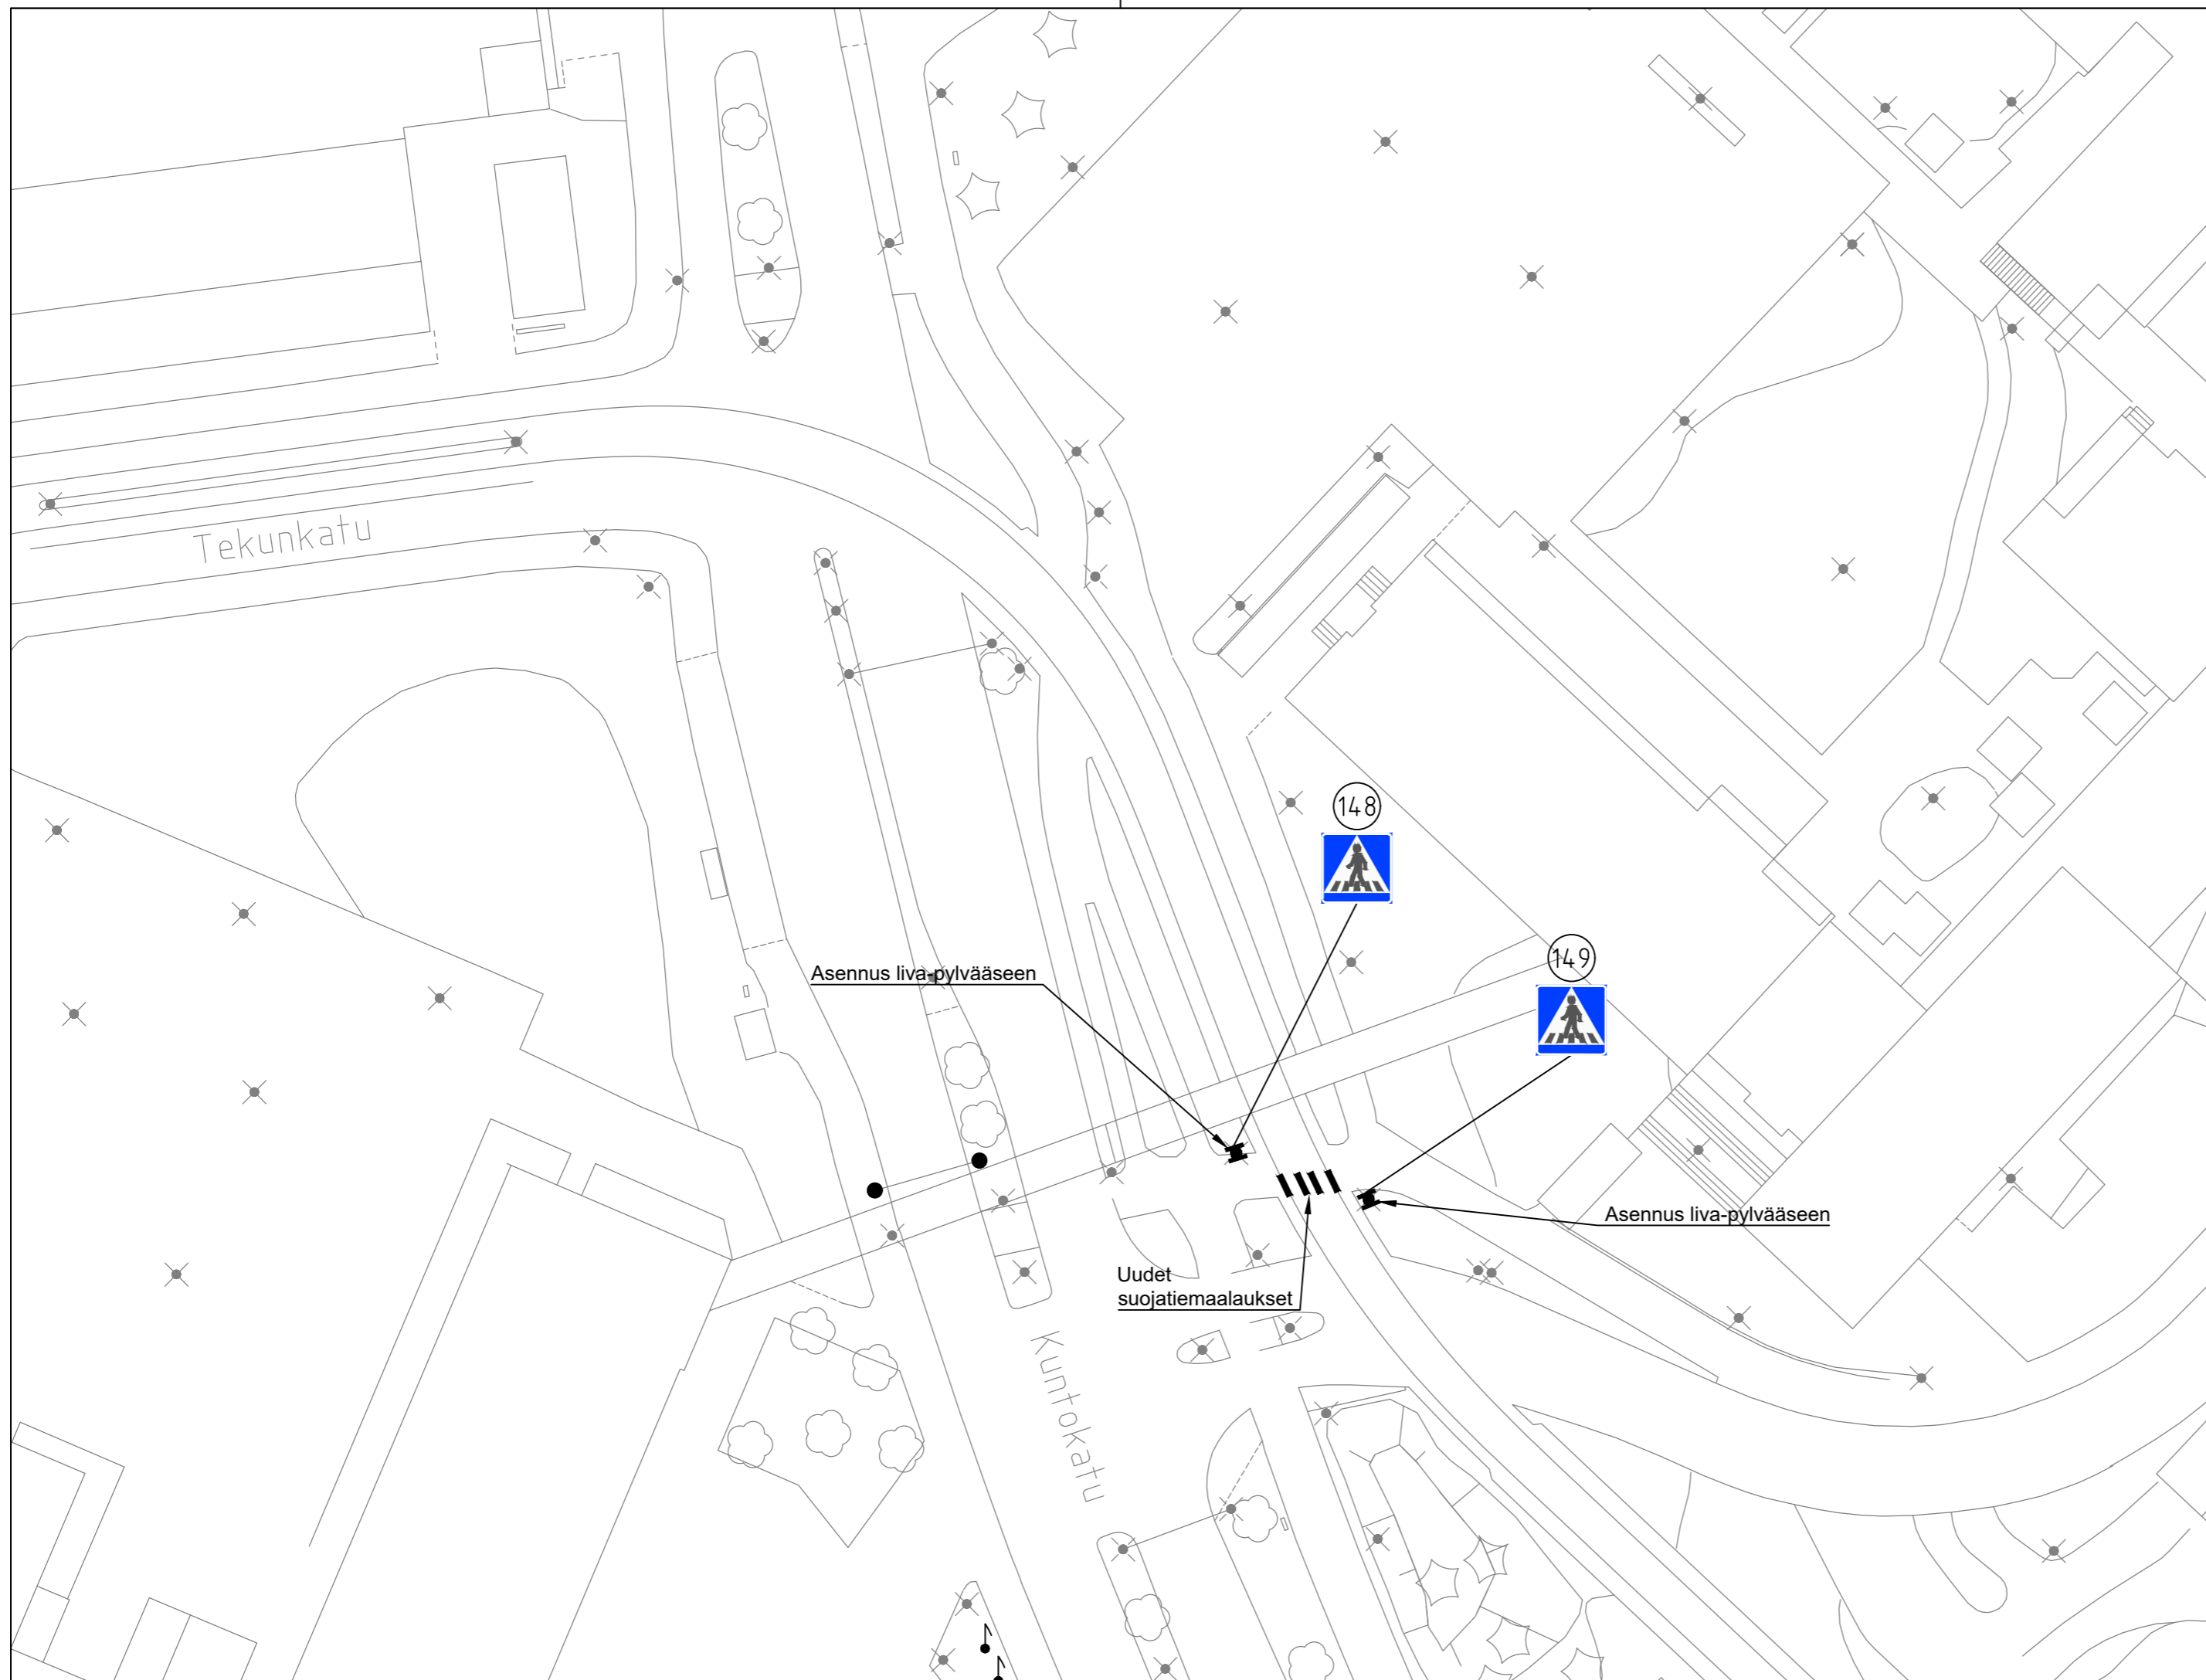 Tekunkatu
148
149
Asennus liva-pylvääseen
Asennus liva-pylvääseen
Uudet
suojatiemaalaukset
Kuntokatu